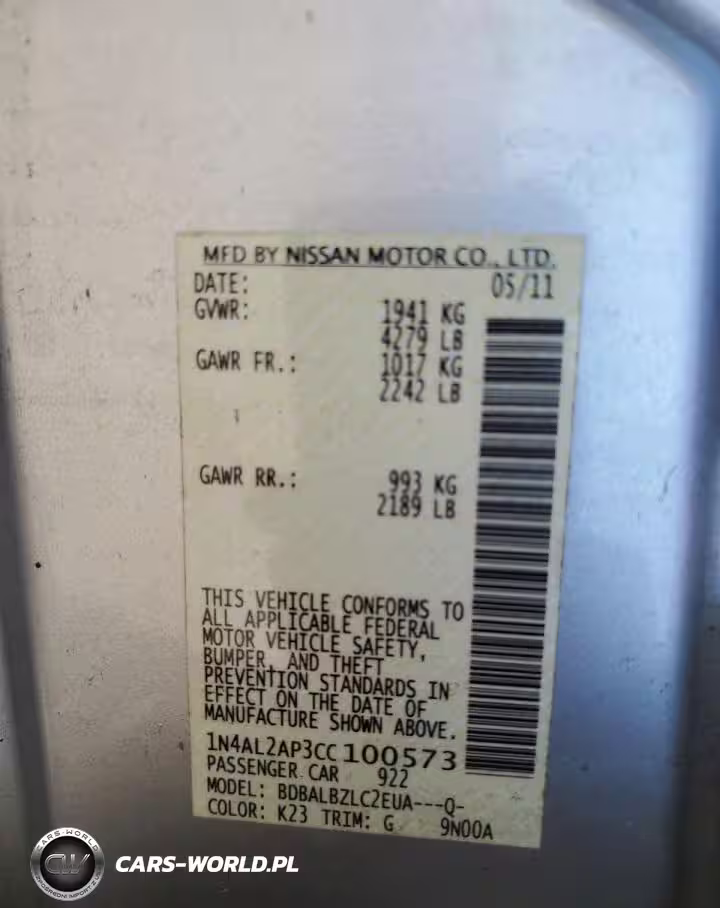 MFD BY NISSAN MOTOR CO., LTD.
DATE: 05/11
GVWR: 1941 KG
4279 LB
GAWR FR.: 1017 KG
2242 LB
GAWR RR.: 993 KG
2189 LB
THIS VEHICLE CONFORMS TO
ALL APPLICABLE FEDERAL
MOTOR VEHICLE SAFETY,
BUMPER, AND THEFT
PREVENTION STANDARDS IN
EFFECT ON THE DATE OF
MANUFACTURE SHOWN ABOVE.
1N4AL2AP3CC100573
PASSENGER CAR 922
MODEL: BDBALBZLC2EUA---Q-
COLOR: K23 TRIM: G 9N00A
CARS-WORLD
CW
CARS-WORLD.PL